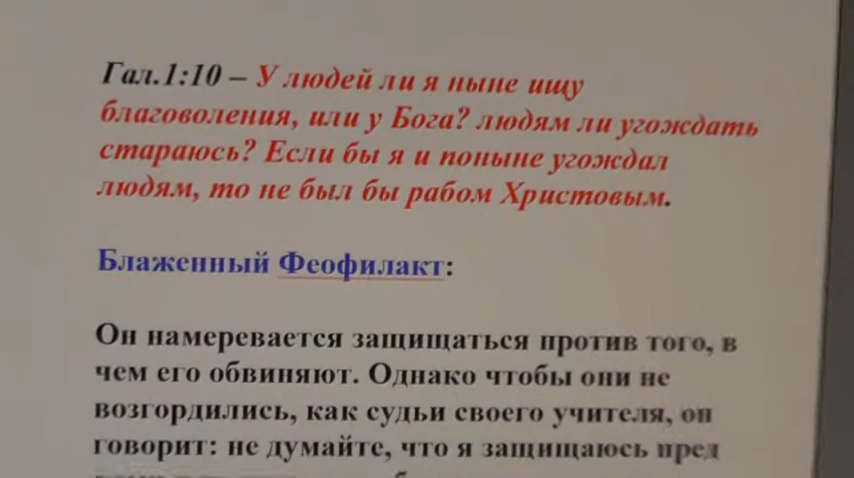 Гал.1:10 – У людей ли я ныне ищу
благоволения, или у Бога? людям ли угождать
стараюсь? Если бы я и поныне угождал
людям, то не был бы рабом Христовым.
Блаженный Феофилакт:
Он намеревается защищаться против того, в
чем его обвиняют. Однако чтобы они не
возгордились, как судьи своего учителя, он
говорит: не думайте, что я защищаюсь пред